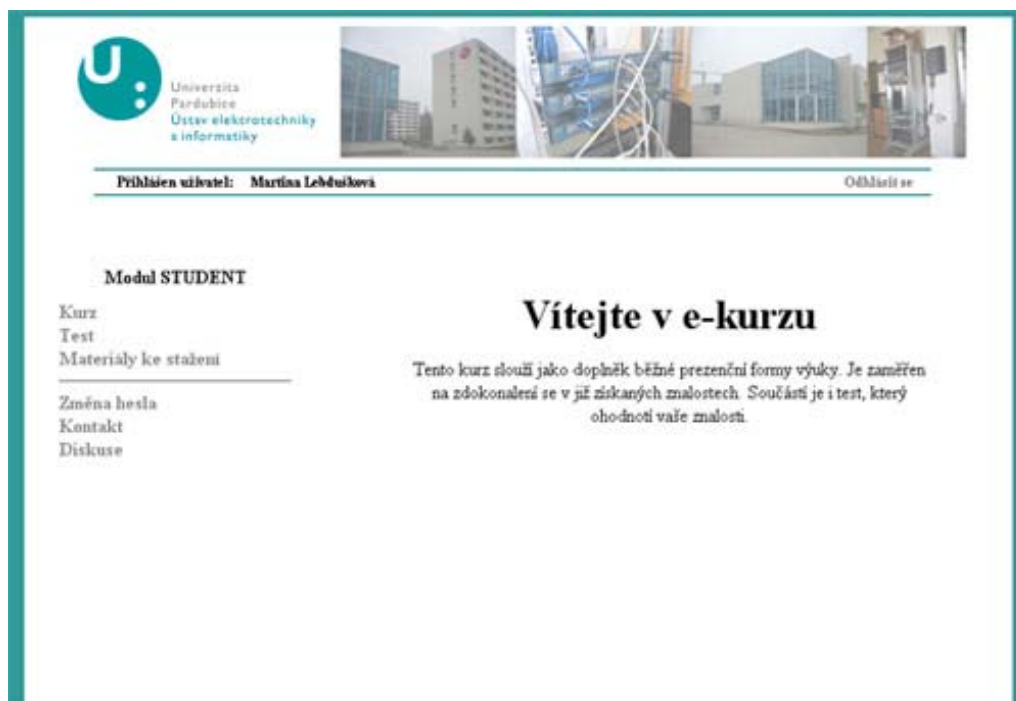 Univerzita
Pardubice
Ústav elektrotechniky
a informatiky
Přihlášen uživatel: Martina Lebdušková
Odhlásit se
Modul STUDENT
Kurz
Test
Materiály ke stažení
Změna hesla
Kontakt
Diskuse
Vítejte v e-kurzu
Tento kurz slouží jako doplněk běžné prezenční formy výuky. Je zaměřen
na zdokonalení se v již získaných znalostech. Součástí je i test, který
ohodnotí vaše znalosti.